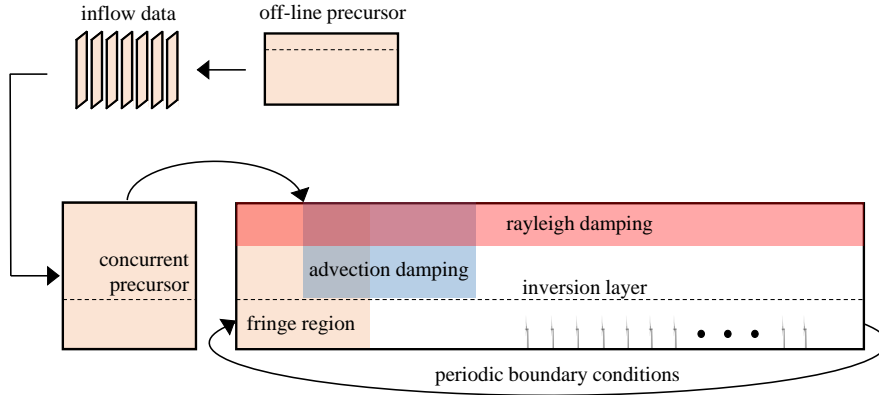 inflow data
off-line precursor
concurrent
precursor
rayleigh damping
advection damping
inversion layer
fringe region
periodic boundary conditions